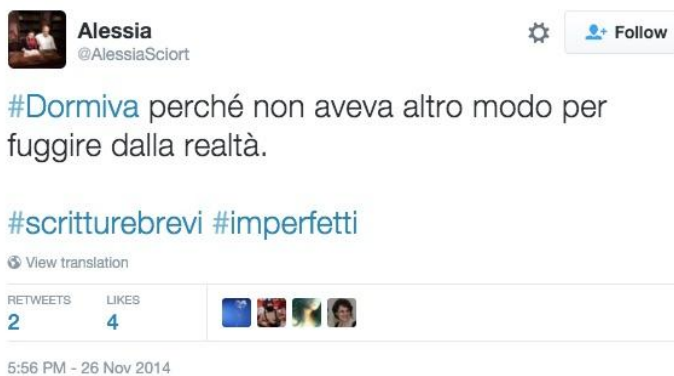 Alessia
Follow
@AlessiaSciort
#Dormiva perché non aveva altro modo per
fuggire dalla realtà.
#scritturebrevi #imperfetti
View translation
RETWEETS LIKES
2 4
5:56 PM - 26 Nov 2014